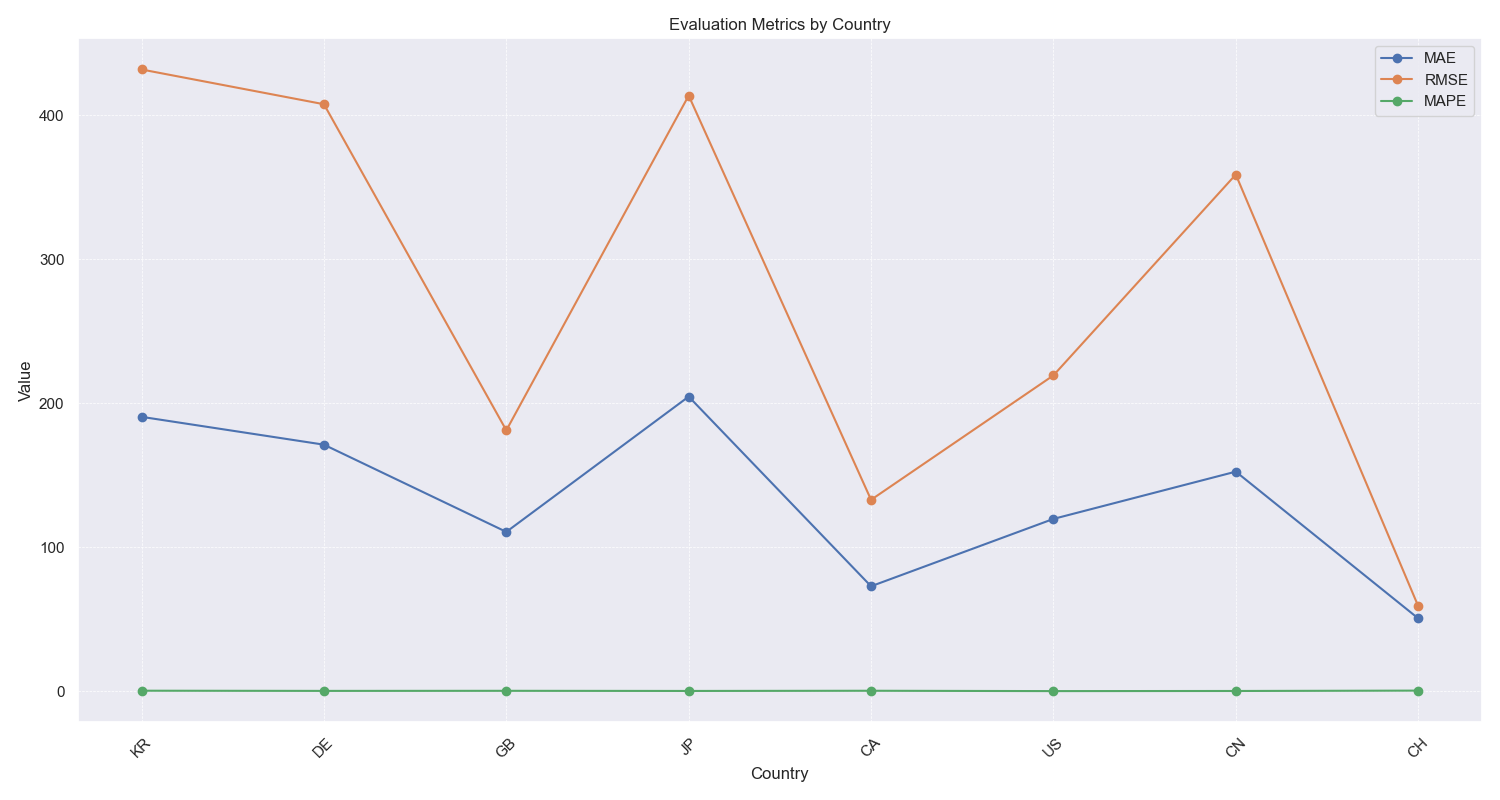 Evaluation Metrics by Country
MAE
RMSE
MAPE
400
300
200
100
0
Value
KR
DE
GB
JP
CA
US
CN
CH
Country